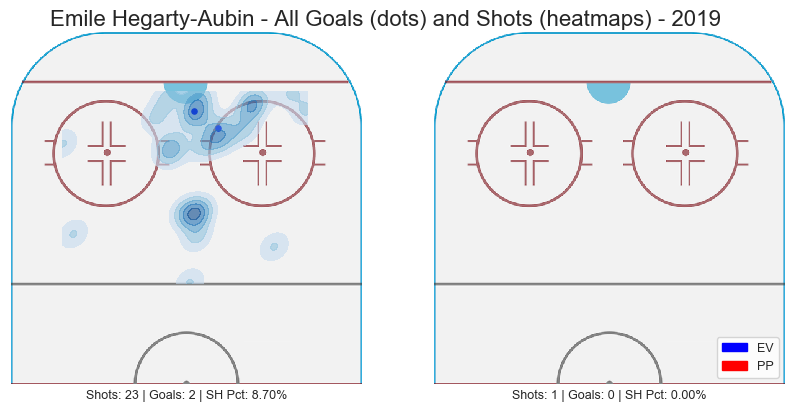 Emile Hegarty-Aubin - All Goals (dots) and Shots (heatmaps) - 2019
EV
PP
Shots: 23 | Goals: 2 | SH Pct: 8.70%
Shots: 1 | Goals: 0 | SH Pct: 0.00%